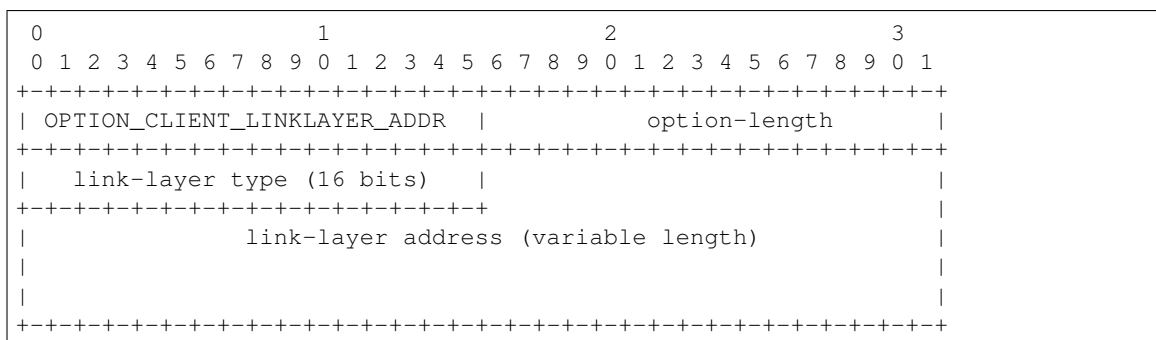 0                   1                   2                   3
 0 1 2 3 4 5 6 7 8 9 0 1 2 3 4 5 6 7 8 9 0 1 2 3 4 5 6 7 8 9 0 1
+-+-+-+-+-+-+-+-+-+-+-+-+-+-+-+-+-+-+-+-+-+-+-+-+-+-+-+-+-+-+-+-+
| OPTION_CLIENT_LINKLAYER_ADDR  |           option-length       |
+-+-+-+-+-+-+-+-+-+-+-+-+-+-+-+-+-+-+-+-+-+-+-+-+-+-+-+-+-+-+-+-+
|   link-layer type (16 bits)   |                               |
+-+-+-+-+-+-+-+-+-+-+-+-+-+-+-+-+                               |
|               link-layer address (variable length)            |
|                                                               |
|                                                               |
+-+-+-+-+-+-+-+-+-+-+-+-+-+-+-+-+-+-+-+-+-+-+-+-+-+-+-+-+-+-+-+-+